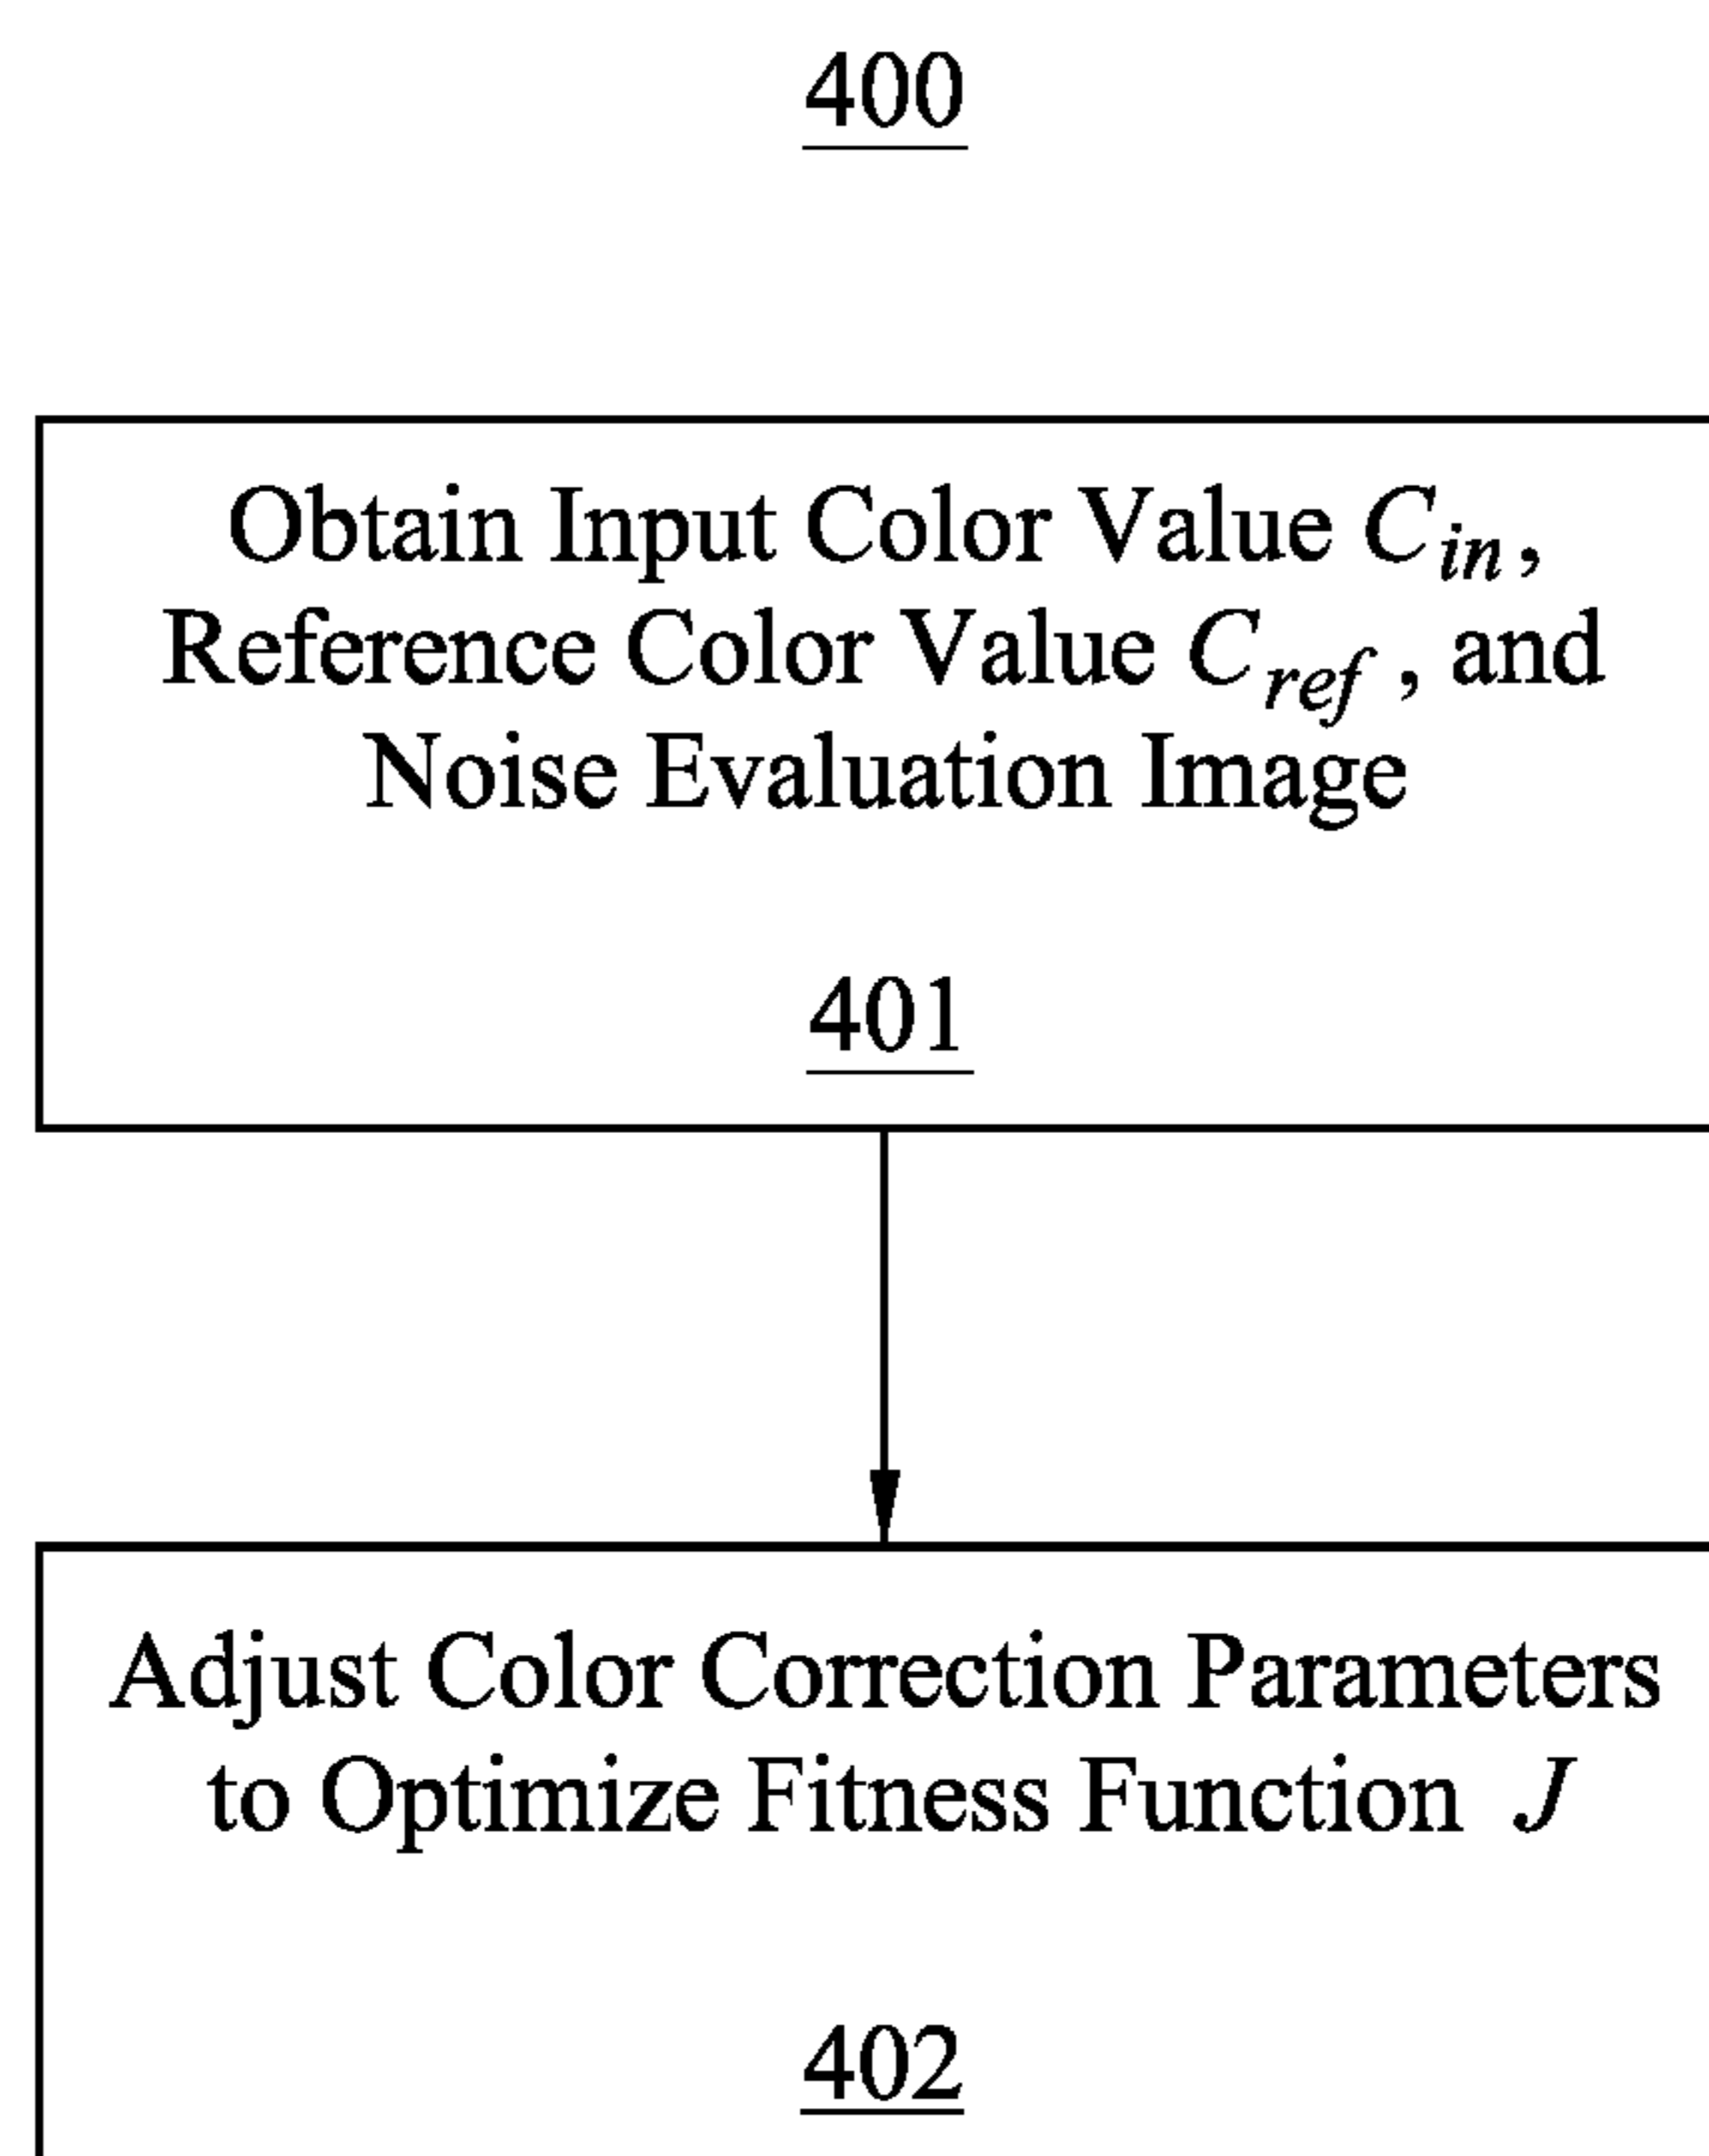 400
Obtain Input Color Value C_in,
Reference Color Value C_ref, and
Noise Evaluation Image
401
Adjust Color Correction Parameters
to Optimize Fitness Function J
402